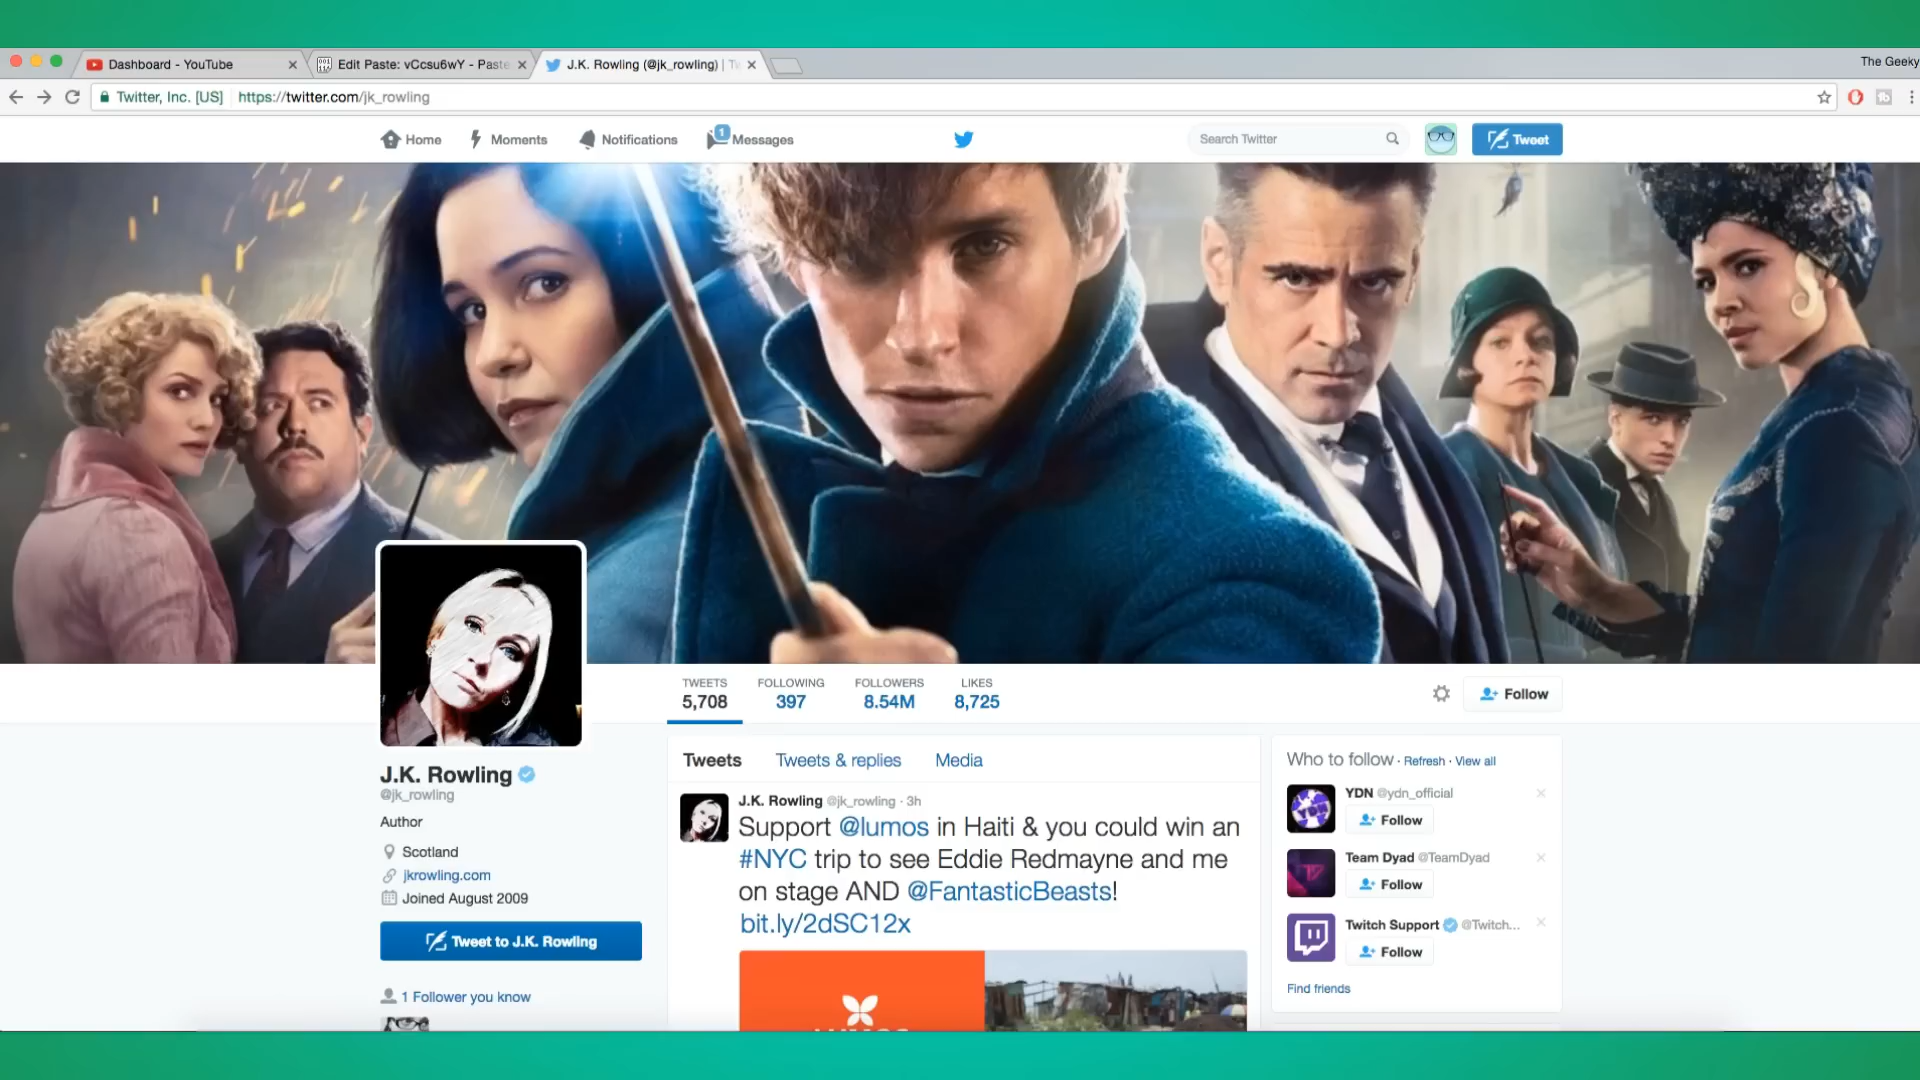 Dashboard - YouTube
Edit Paste: vCcsu6wY - Paste
J.K. Rowling (@jk_rowling) | Tw
The Geeky
Twitter, Inc. [US]
https://twitter.com/jk_rowling
Home
Moments
Notifications
1
Messages
Search Twitter
Tweet
TWEETS
5,708
FOLLOWING
397
FOLLOWERS
8.54M
LIKES
8,725
Follow
J.K. Rowling
@jk_rowling
Author
Scotland
jkrowling.com
Joined August 2009
Tweet to J.K. Rowling
1 Follower you know
Tweets
Tweets & replies
Media
J.K. Rowling @jk_rowling · 3h
Support @lumos in Haiti & you could win an
#NYC trip to see Eddie Redmayne and me
on stage AND @FantasticBeasts!
bit.ly/2dSC12x
Who to follow · Refresh · View all
YDN @ydn_official
Follow
Team Dyad @TeamDyad
Follow
Twitch Support @Twitch...
Follow
Find friends